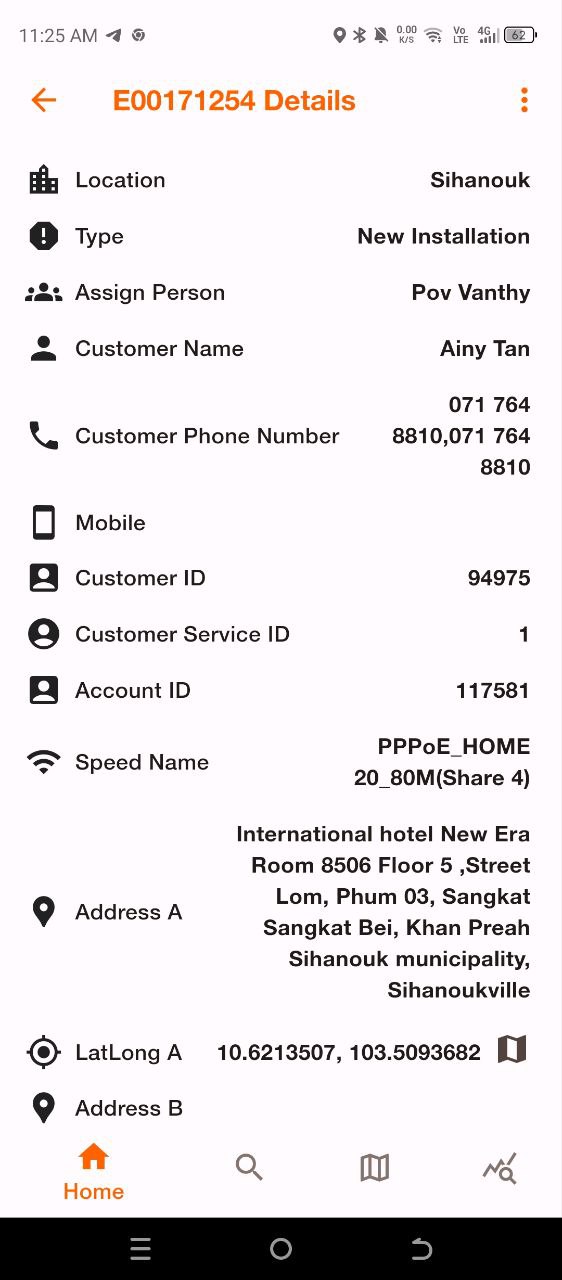 11:25 AM
0.00 K/S
Vo LTE
4G
62
E00171254 Details
Location
Sihanouk
Type
New Installation
Assign Person
Pov Vanthy
Customer Name
Ainy Tan
Customer Phone Number
071 764
8810,071 764
8810
Mobile
Customer ID
94975
Customer Service ID
1
Account ID
117581
Speed Name
PPPoE_HOME
20_80M(Share 4)
Address A
International hotel New Era
Room 8506 Floor 5 ,Street
Lom, Phum 03, Sangkat
Sangkat Bei, Khan Preah
Sihanouk municipality,
Sihanoukville
LatLong A
10.6213507, 103.5093682
Address B
Home